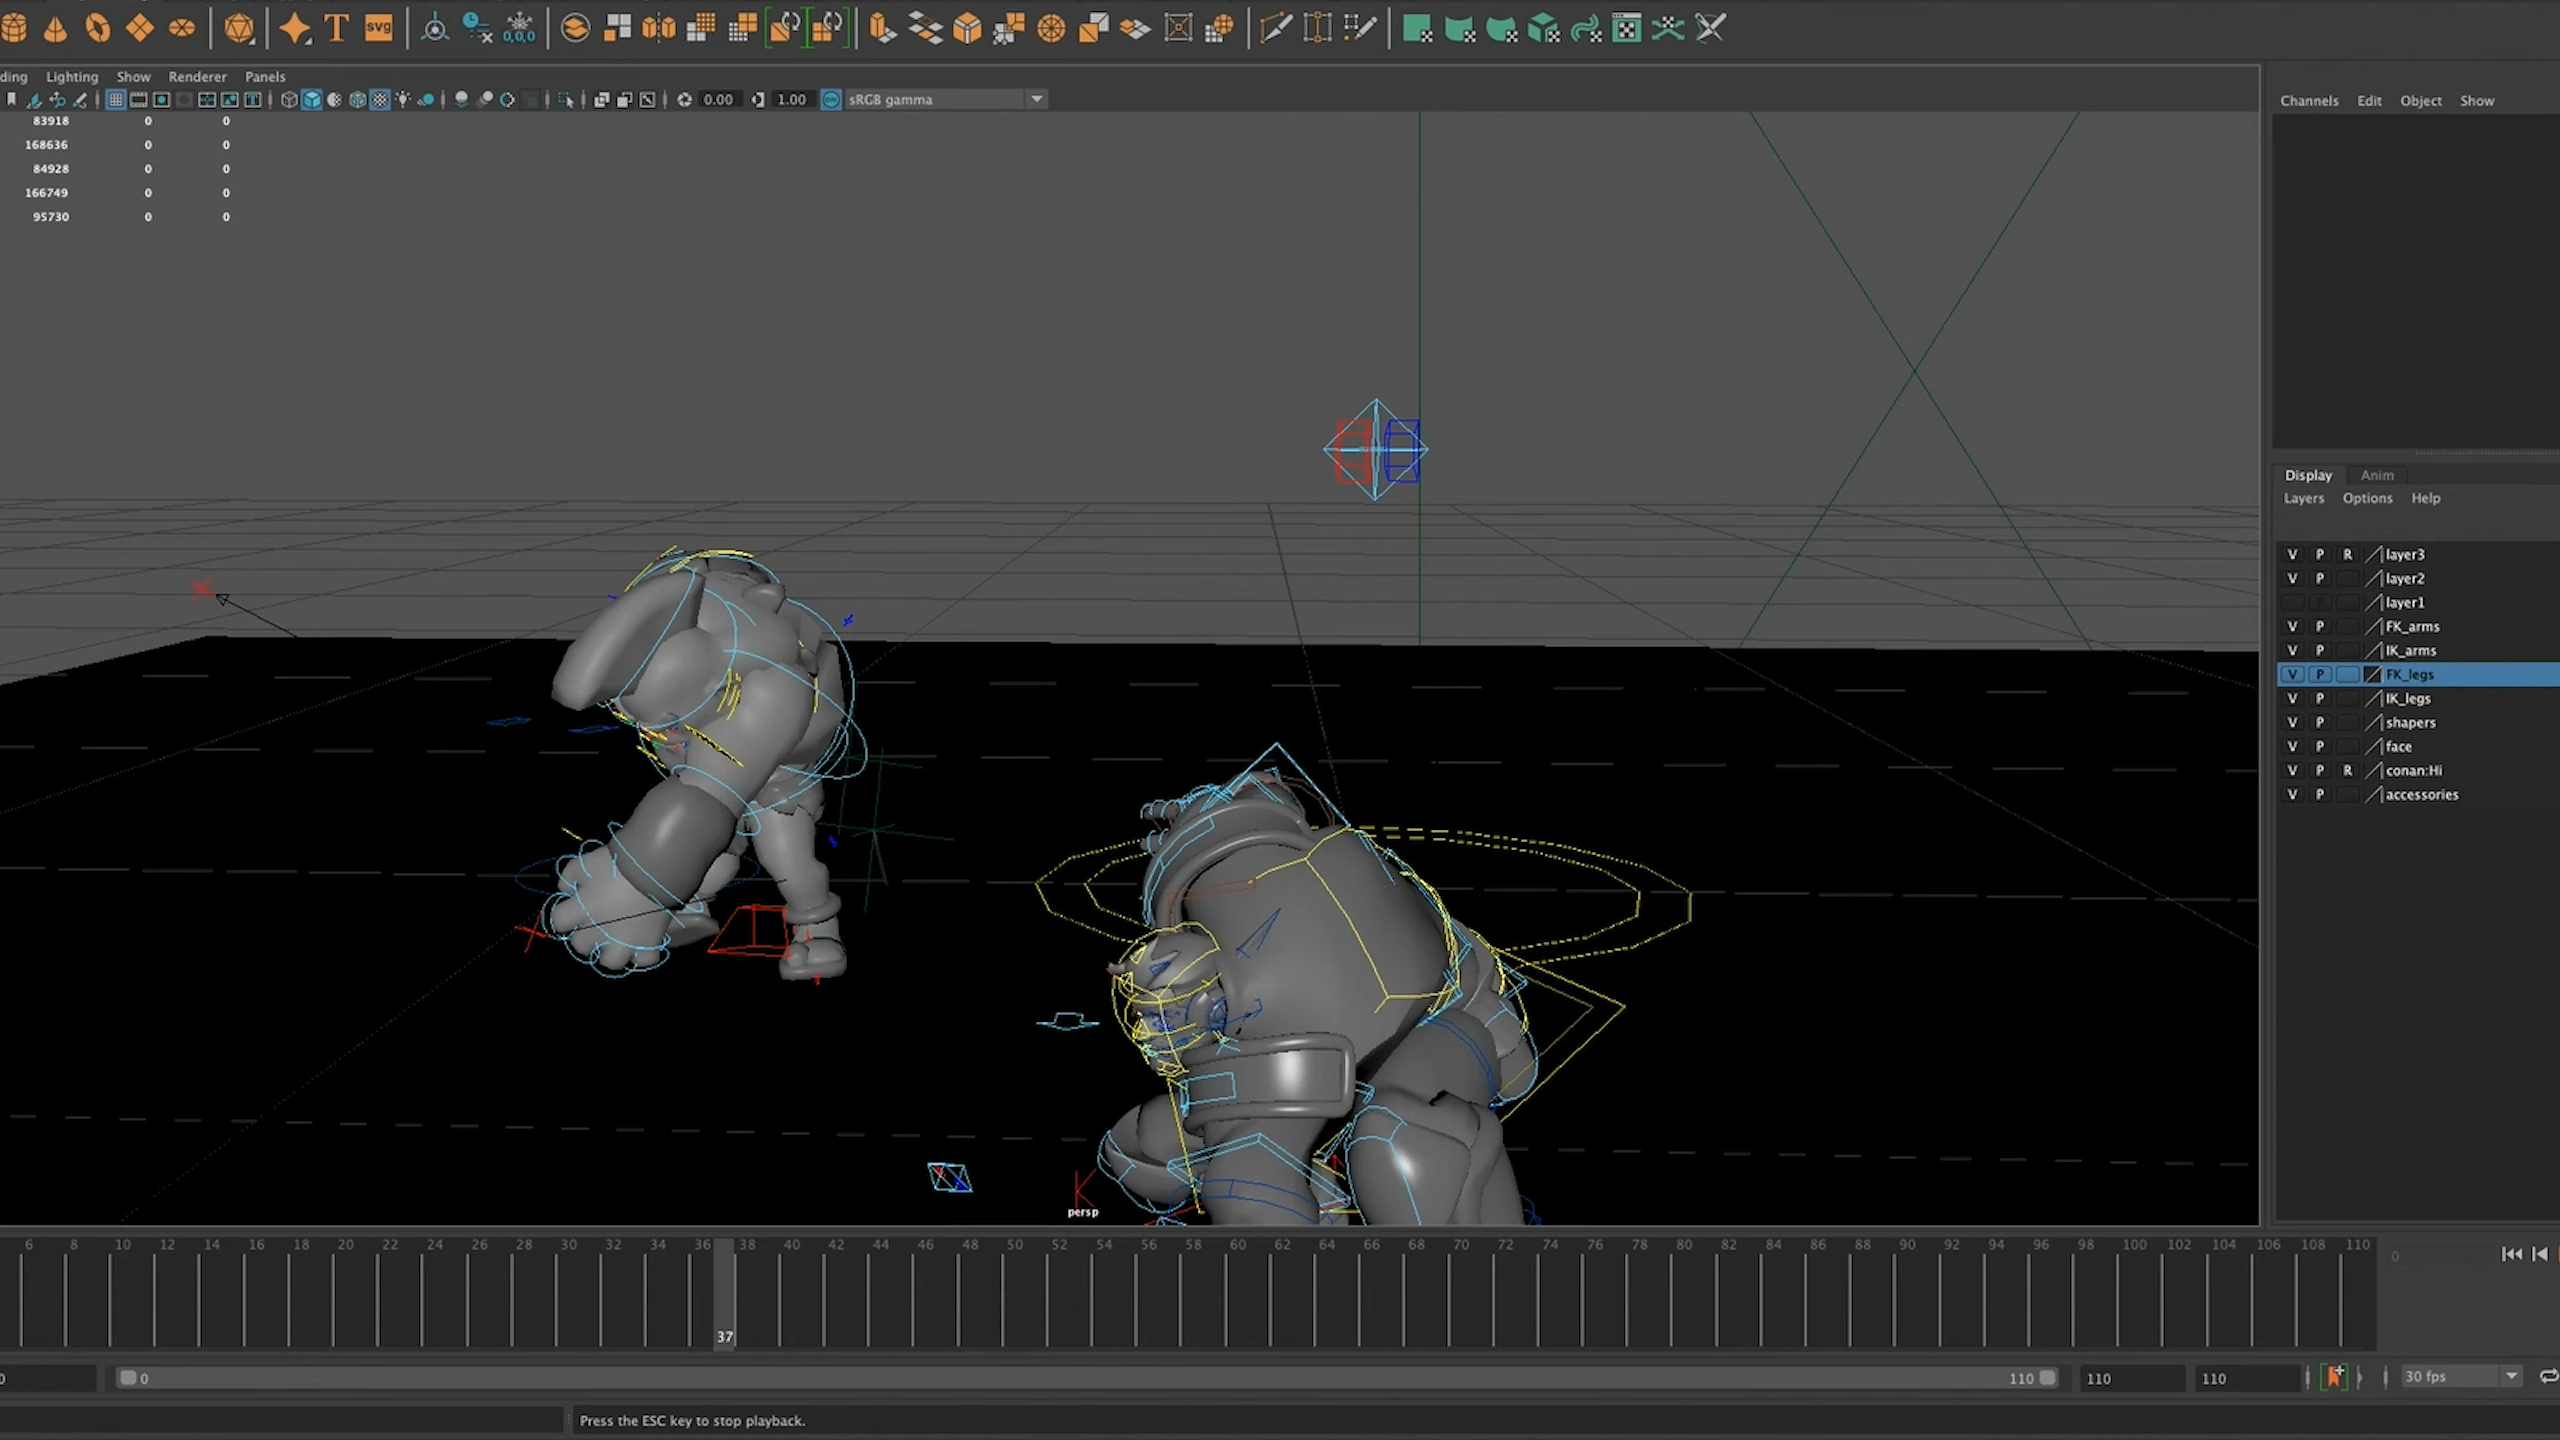 T svg 0,0,0
ding Lighting Show Renderer Panels
0.00 1.00 sRGB gamma
83918 0 0
168636 0 0
84928 0 0
166749 0 0
95730 0 0
persp
Channels Edit Object Show
Display Anim
Layers Options Help
V P R layer3
V P layer2
layer1
V P FK_arms
V P IK_arms
V P FK_legs
V P IK_legs
V P shapers
V P face
V P R conan:Hi
V P accessories
6 8 10 12 14 16 18 20 22 24 26 28 30 32 34 36 38 40 42 44 46 48 50 52 54 56 58 60 62 64 66 68 70 72 74 76 78 80 82 84 86 88 90 92 94 96 98 100 102 104 106 108 110 0
37
0 0 110 110 110 30 fps
Press the ESC key to stop playback.